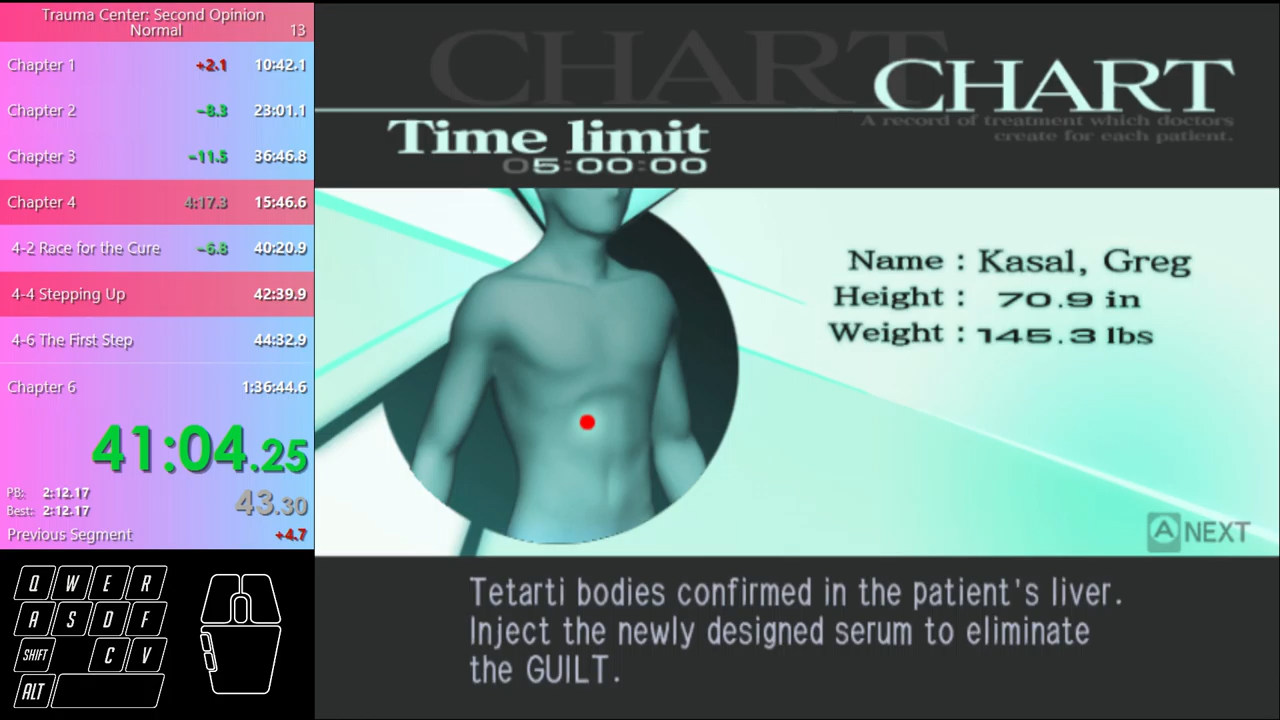 Trauma Center: Second Opinion
Normal 13
Chapter 1 +2.1 10:42.1
Chapter 2 -8.3 23:01.1
Chapter 3 -11.5 36:46.8
Chapter 4 4:17.3 15:46.6
4-2 Race for the Cure -6.8 40:20.9
4-4 Stepping Up 42:39.9
4-6 The First Step 44:32.9
Chapter 6 1:36:44.6
41:04.25
PB: 2:12.17
Best: 2:12.17
43.30
Previous Segment +4.7
Q W E R
A S D F
SHIFT C V
ALT
CHART
CHART
A record of treatment which doctors
create for each patient.
Time limit
05:00:00
Name : Kasal, Greg
Height : 70.9 in
Weight : 145.3 lbs
A NEXT
Tetarti bodies confirmed in the patient's liver.
Inject the newly designed serum to eliminate
the GUILT.